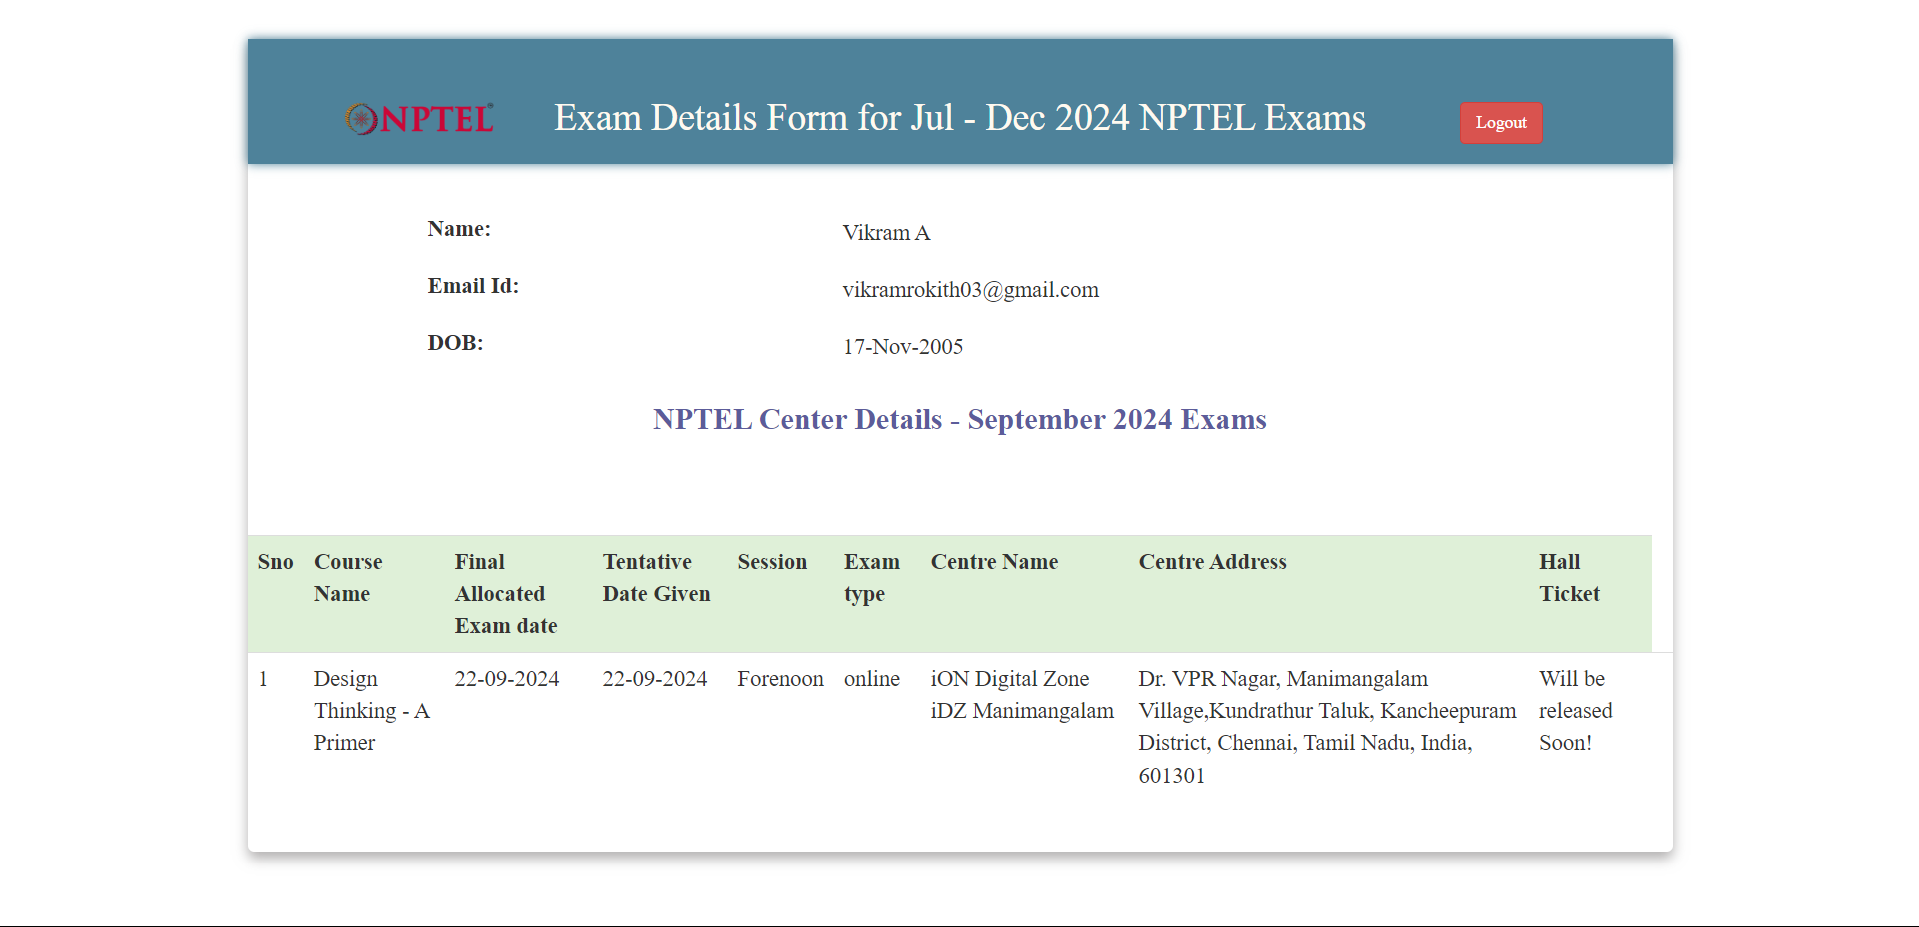 NPTEL
Exam Details Form for Jul - Dec 2024 NPTEL Exams
Logout
Name:
Vikram A
Email Id:
vikramrokith03@gmail.com
DOB:
17-Nov-2005
NPTEL Center Details - September 2024 Exams
Sno
Course
Name
Final
Allocated
Exam date
Tentative
Date Given
Session
Exam
type
Centre Name
Centre Address
Hall
Ticket
1
Design
Thinking - A
Primer
22-09-2024
22-09-2024
Forenoon
online
iON Digital Zone
iDZ Manimangalam
Dr. VPR Nagar, Manimangalam
Village,Kundrathur Taluk, Kancheepuram
District, Chennai, Tamil Nadu, India,
601301
Will be
released
Soon!